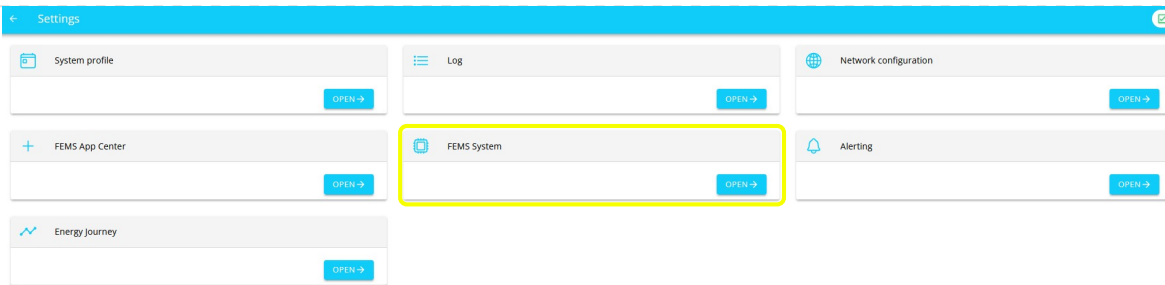 Settings
System profile
OPEN
Log
OPEN
Network configuration
OPEN
FEMS App Center
OPEN
FEMS System
OPEN
Alerting
OPEN
Energy Journey
OPEN